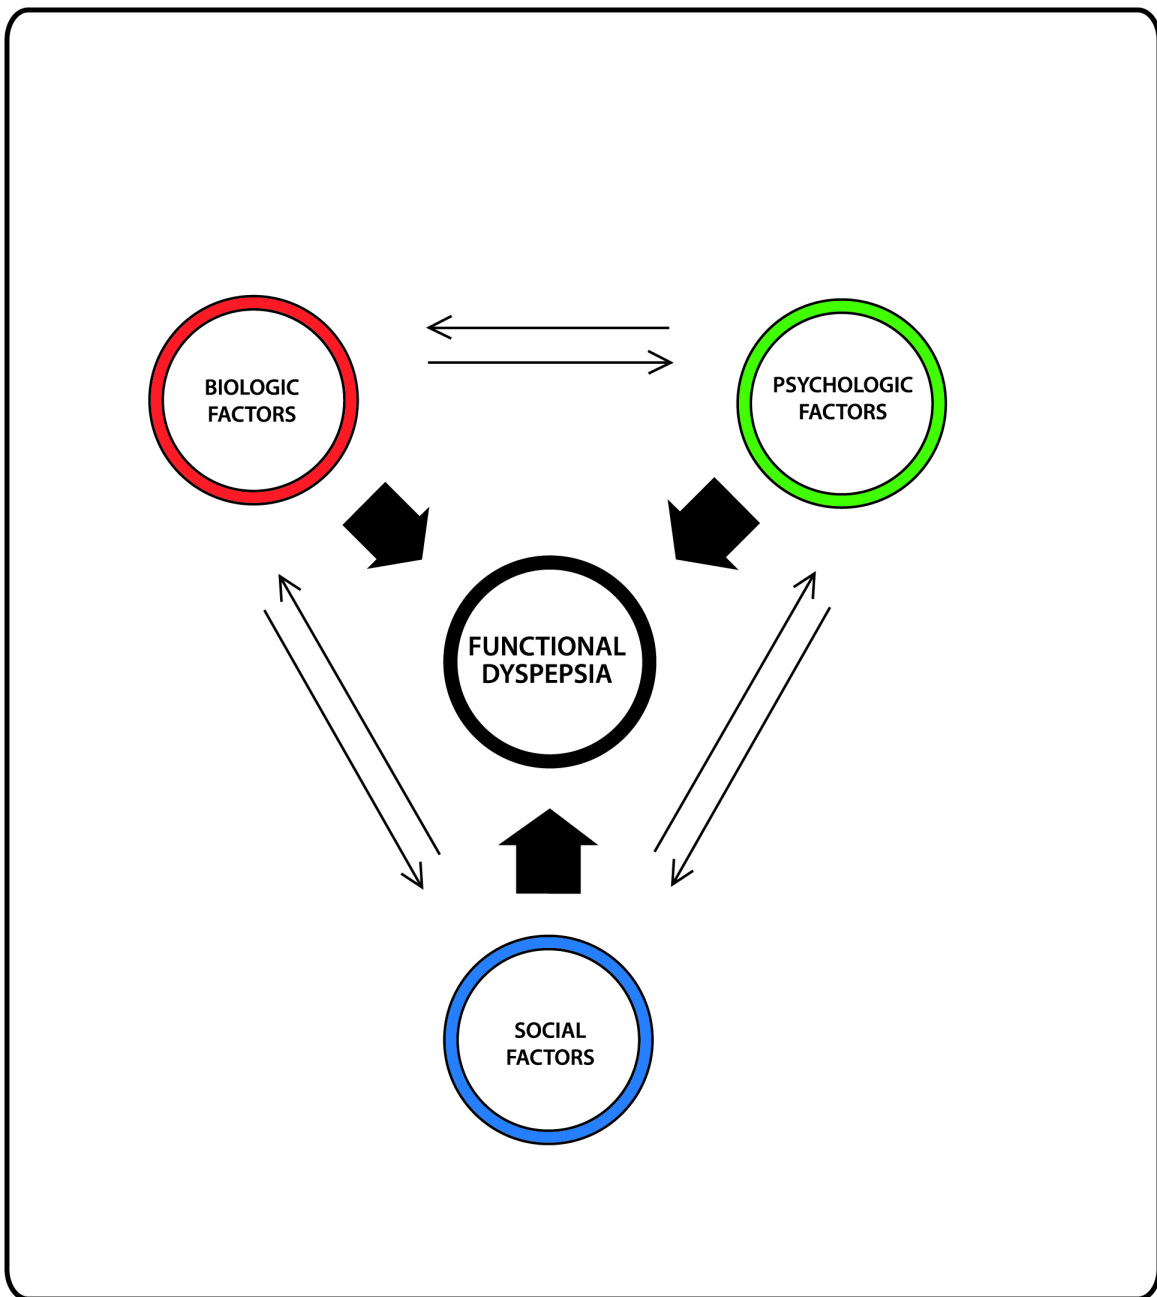 BIOLOGIC
FACTORS
PSYCHOLOGIC
FACTORS
FUNCTIONAL
DYSPEPSIA
SOCIAL
FACTORS